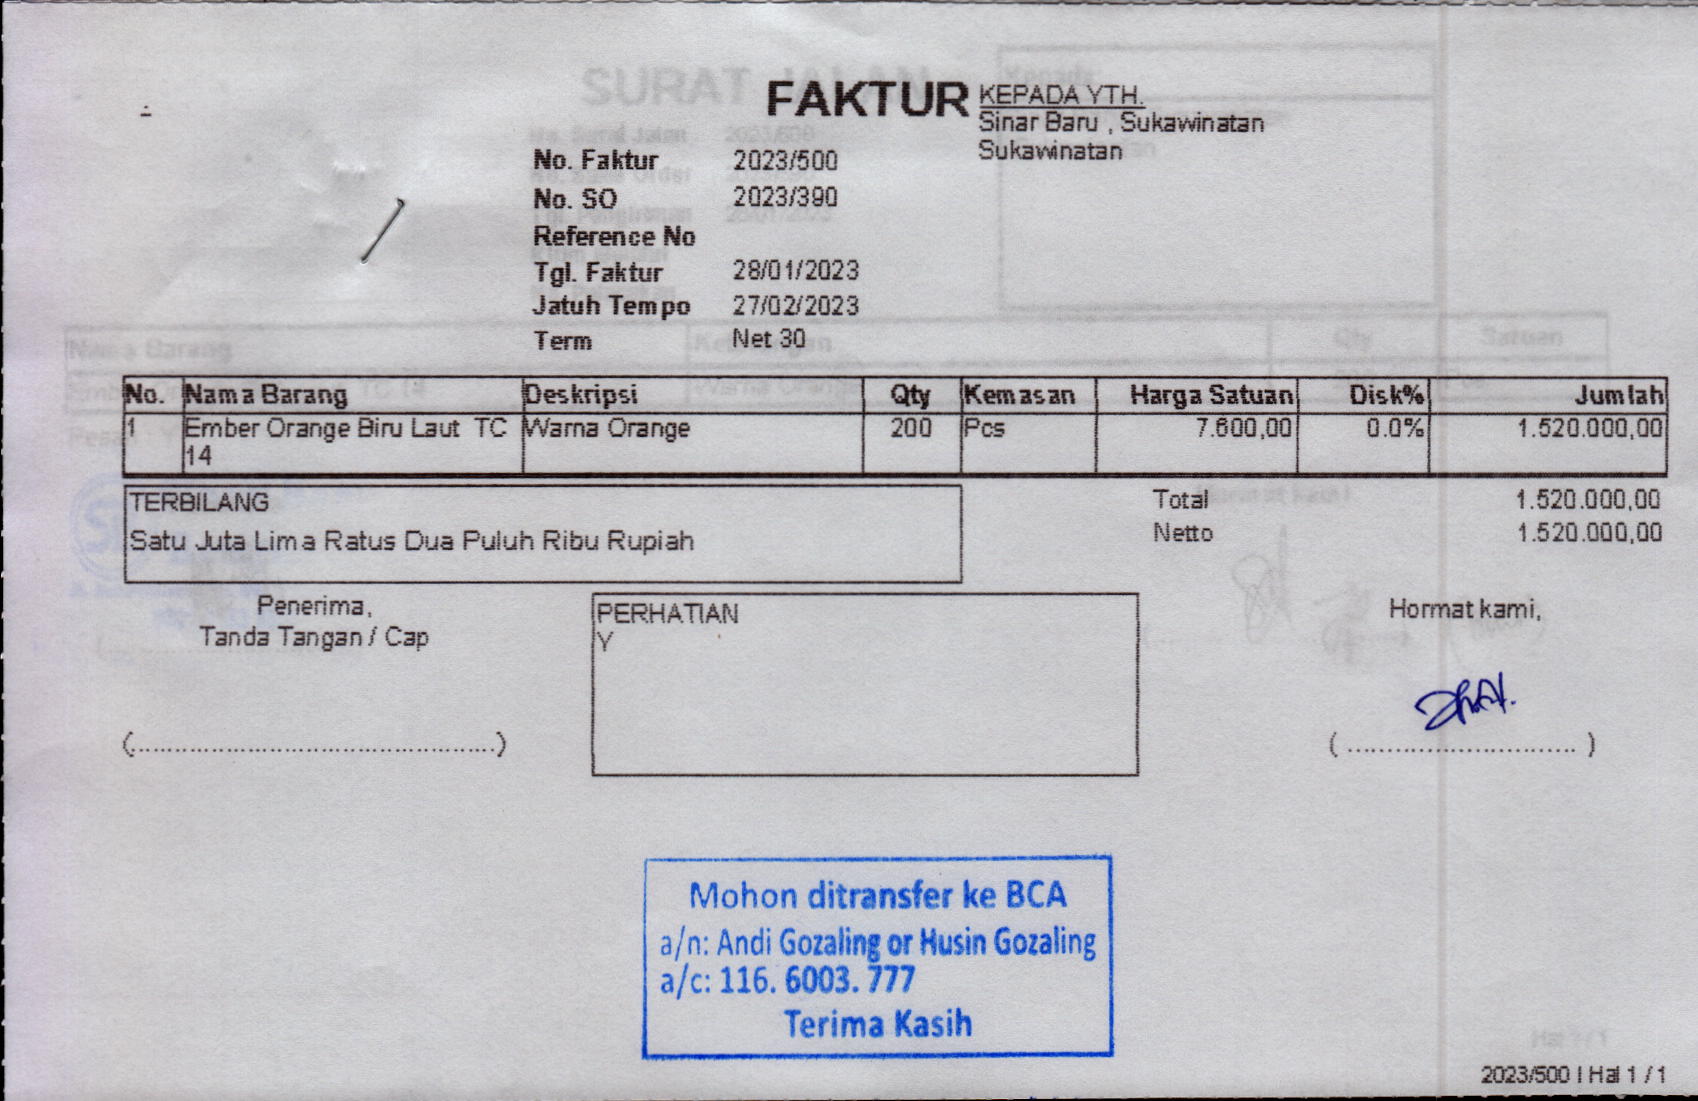 FAKTUR
KEPADA YTH.
Sinar Baru , Sukawinatan
Sukawinatan
No. Faktur 2023/500
No. SO 2023/390
Reference No
Tgl. Faktur 28/01/2023
Jatuh Tempo 27/02/2023
Term Net 30
No. Nama Barang Deskripsi Qty Kemasan Harga Satuan Disk% Jumlah
1 Ember Orange Biru Laut TC Warna Orange 200 Pcs 7.600,00 0.0% 1.520.000,00
14
TERBILANG
Satu Juta Lima Ratus Dua Puluh Ribu Rupiah
Total 1.520.000,00
Netto 1.520.000,00
Penerima,
Tanda Tangan / Cap
(................................................)
PERHATIAN
Y
Hormat kami,
( .............................. )
Mohon ditransfer ke BCA
a/n: Andi Gozaling or Husin Gozaling
a/c: 116. 6003. 777
Terima Kasih
2023/500 | Hal 1 / 1